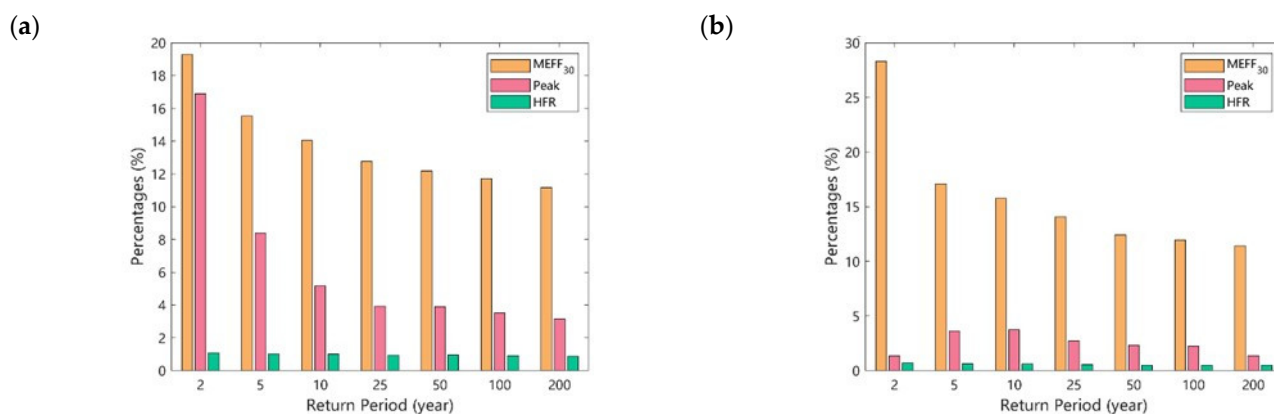 (a)
20
18
16
14
12
10
8
6
4
2
0
Percentages (%)
MEFF30
Peak
HFR
2 5 10 25 50 100 200
Return Period (year)
(b)
30
25
20
15
10
5
0
Percentages (%)
MEFF30
Peak
HFR
2 5 10 25 50 100 200
Return Period (year)